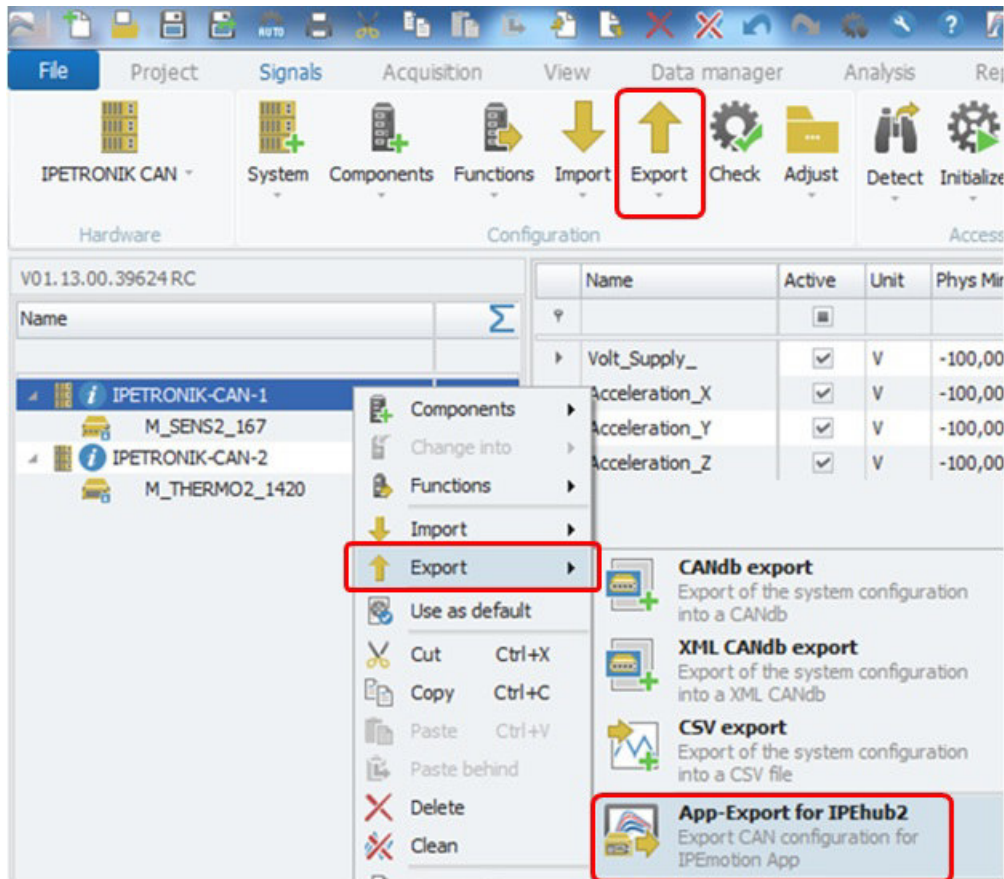 AUTO
File Project Signals Acquisition View Data manager Analysis
IPETRONIK CAN System Components Functions Import Export Check Adjust Detect Initialize
Hardware Configuration Access
V01.13.00.39624 RC
Name Active Unit Phys Min
Name Σ
Volt_Supply_ V -100,00
IPETRONIK-CAN-1 Acceleration_X V -100,00
M_SENS2_167 Acceleration_Y V -100,00
IPETRONIK-CAN-2 Acceleration_Z V -100,00
M_THERMO2_1420
Components
Change into
Functions
Import
Export
Use as default
Cut Ctrl+X
Copy Ctrl+C
Paste Ctrl+V
Paste behind
Delete
Clean
CANdb export
Export of the system configuration
into a CANdb
XML CANdb export
Export of the system configuration
into a XML CANdb
CSV export
Export of the system configuration
into a CSV file
App-Export for IPEhub2
Export CAN configuration for
IPEmotion App